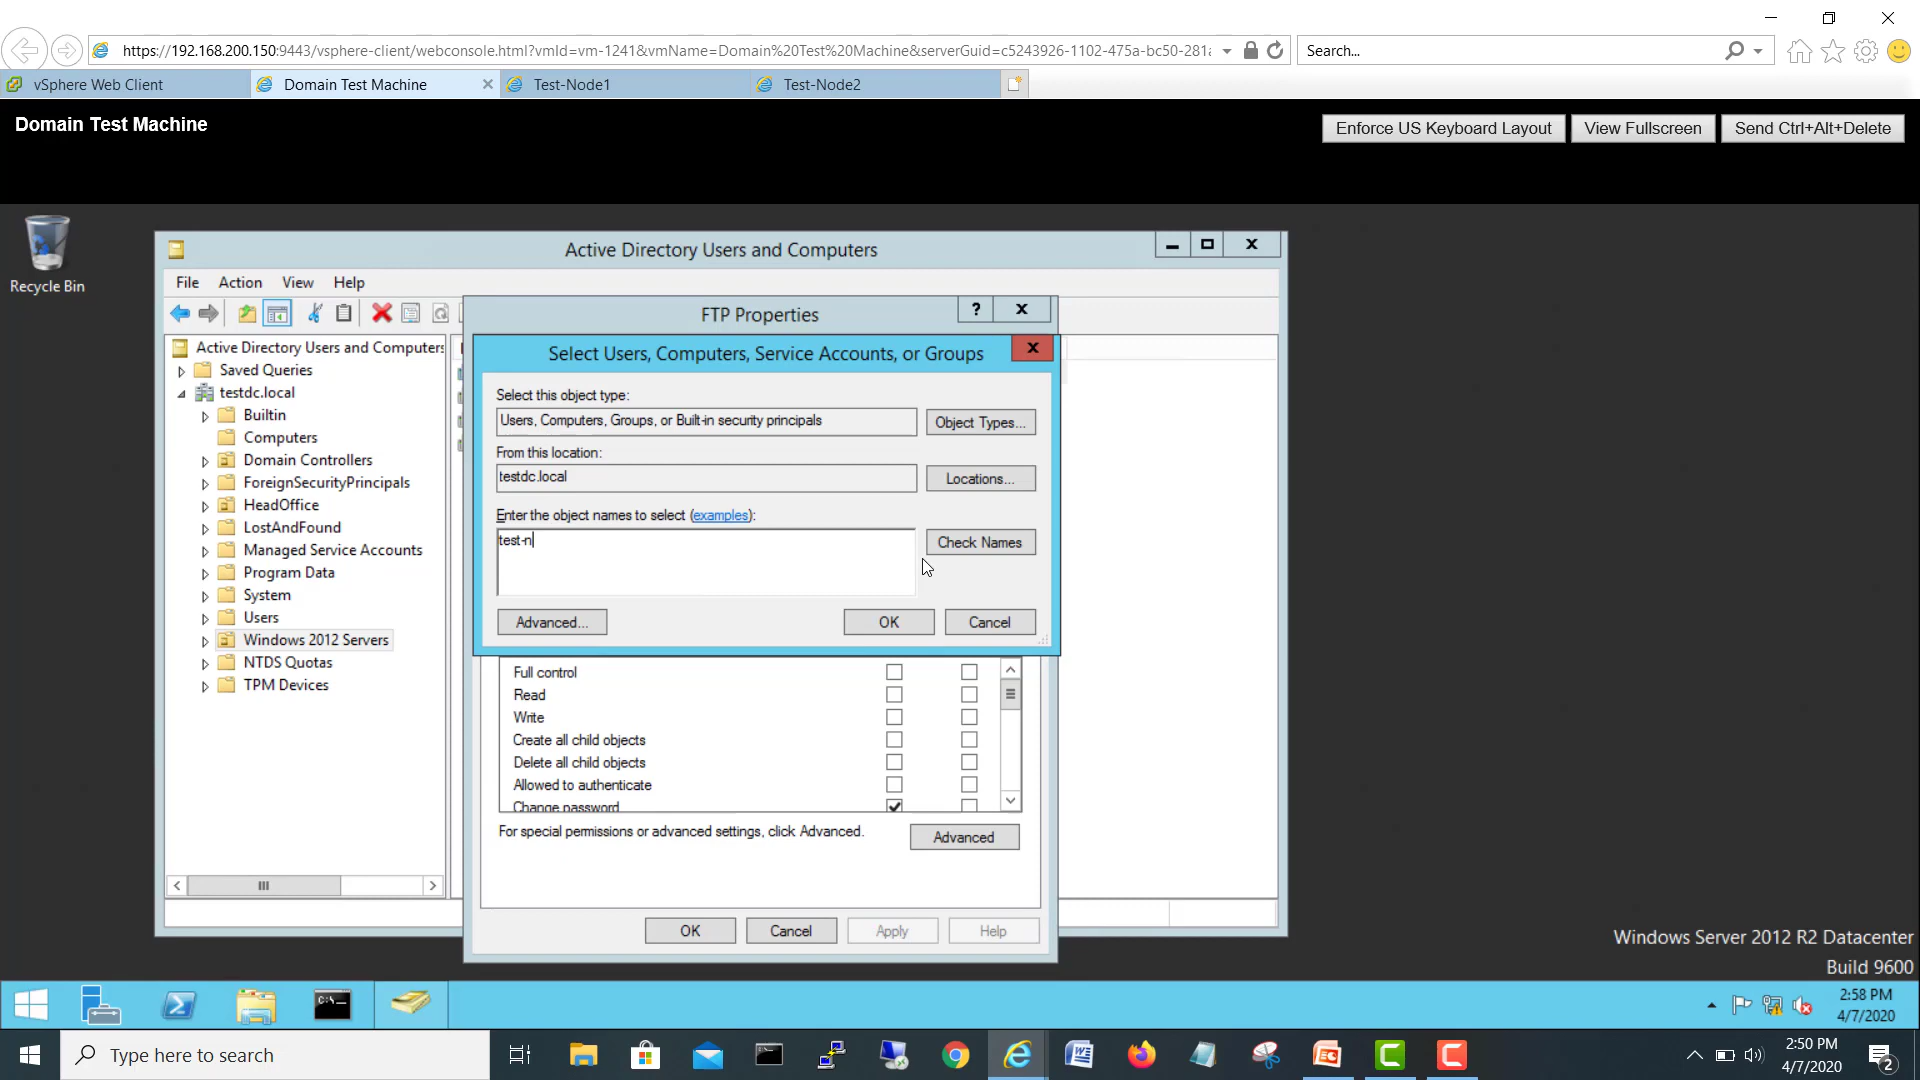 https://192.168.200.150:9443/vsphere-client/webconsole.html?vmId=vm-1241&vmName=Domain%20Test%20Machine&serverGuid=c5243926-1102-475a-bc50-281a
Search...
vSphere Web Client
Domain Test Machine
Test-Node1
Test-Node2
Domain Test Machine
Enforce US Keyboard Layout
View Fullscreen
Send Ctrl+Alt+Delete
Recycle Bin
Active Directory Users and Computers
File Action View Help
FTP Properties
Active Directory Users and Computers
Saved Queries
testdc.local
Builtin
Computers
Domain Controllers
ForeignSecurityPrincipals
HeadOffice
LostAndFound
Managed Service Accounts
Program Data
System
Users
Windows 2012 Servers
NTDS Quotas
TPM Devices
Select Users, Computers, Service Accounts, or Groups
Select this object type:
Users, Computers, Groups, or Built-in security principals
Object Types...
From this location:
testdc.local
Locations...
Enter the object names to select (examples):
test-n
Check Names
Advanced...
OK
Cancel
Full control
Read
Write
Create all child objects
Delete all child objects
Allowed to authenticate
Change password
For special permissions or advanced settings, click Advanced.
Advanced
OK
Cancel
Apply
Help
Windows Server 2012 R2 Datacenter
Build 9600
2:58 PM
4/7/2020
Type here to search
2:50 PM
4/7/2020
2